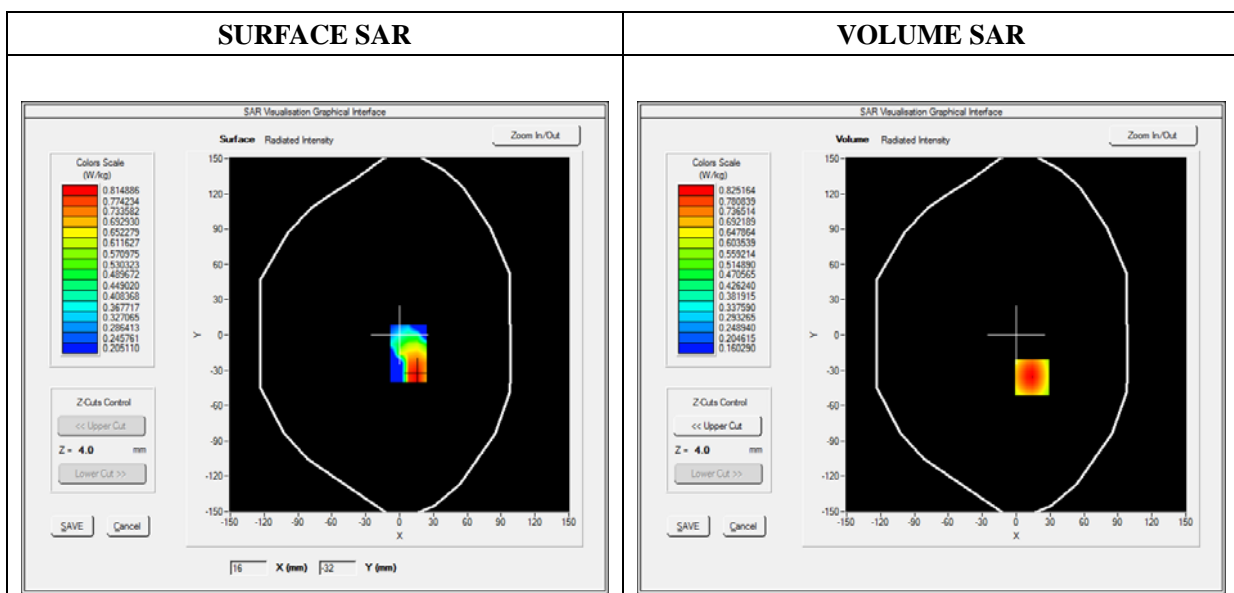 SURFACE SAR
VOLUME SAR
SAR Visualisation Graphical Interface
Surface Radiated Intensity
Zoom In/Out
Colors Scale
(W/kg)
0.814886
0.774234
0.733582
0.692930
0.652279
0.611627
0.570975
0.530323
0.489672
0.449020
0.408368
0.367717
0.327065
0.286413
0.245761
0.205110
Z-Cuts Control
<< Upper Cut
Z = 4.0 mm
Lower Cut >>
SAVE Cancel
150
120
90
60
30
0
-30
-60
-90
-120
-150
Y
-150 -120 -90 -60 -30 0 30 60 90 120 150
X
16 X (mm) -32 Y (mm)
SAR Visualisation Graphical Interface
Volume Radiated Intensity
Zoom In/Out
Colors Scale
(W/kg)
0.825164
0.780839
0.736514
0.692189
0.647864
0.603539
0.559214
0.514890
0.470565
0.426240
0.381915
0.337590
0.293265
0.248940
0.204615
0.160290
Z-Cuts Control
<< Upper Cut
Z = 4.0 mm
Lower Cut >>
SAVE Cancel
150
120
90
60
30
0
-30
-60
-90
-120
-150
Y
-150 -120 -90 -60 -30 0 30 60 90 120 150
X